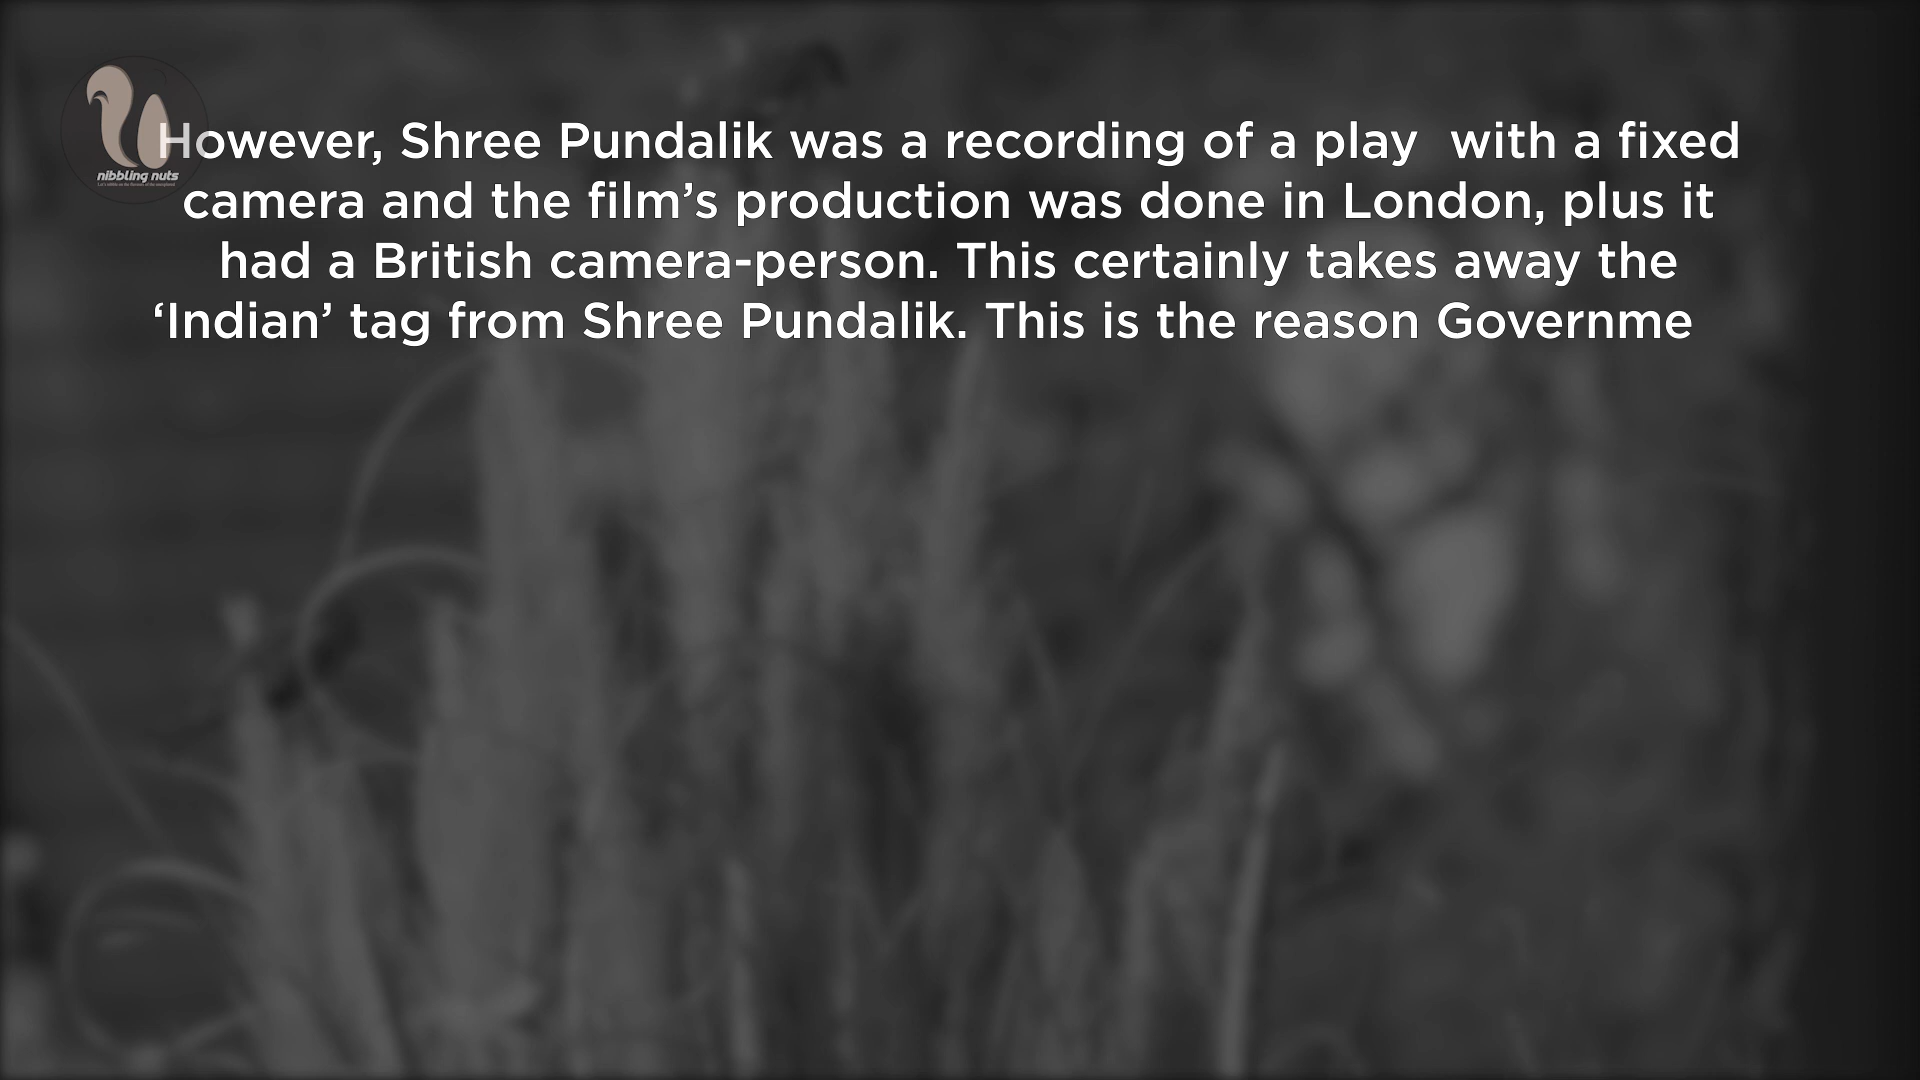 nibbling nuts
However, Shree Pundalik was a recording of a play  with a fixed
camera and the film’s production was done in London, plus it
had a British camera-person. This certainly takes away the
‘Indian’ tag from Shree Pundalik. This is the reason Governme